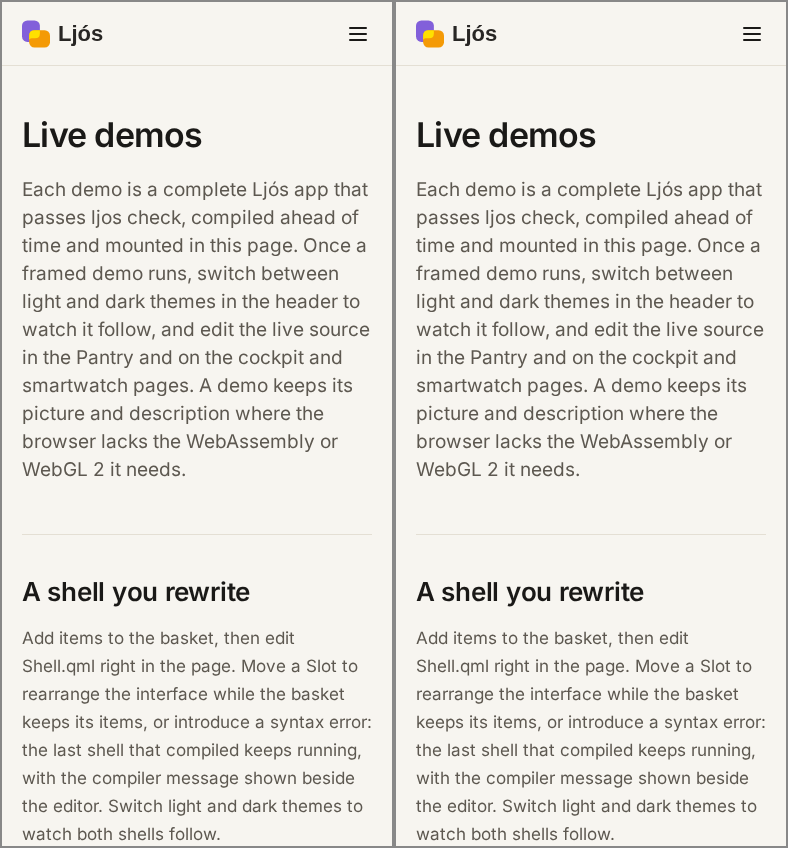 Ljós
Live demos
Each demo is a complete Ljós app that
passes ljos check, compiled ahead of
time and mounted in this page. Once a
framed demo runs, switch between
light and dark themes in the header to
watch it follow, and edit the live source
in the Pantry and on the cockpit and
smartwatch pages. A demo keeps its
picture and description where the
browser lacks the WebAssembly or
WebGL 2 it needs.
A shell you rewrite
Add items to the basket, then edit
Shell.qml right in the page. Move a Slot to
rearrange the interface while the basket
keeps its items, or introduce a syntax error:
the last shell that compiled keeps running,
with the compiler message shown beside
the editor. Switch light and dark themes to
watch both shells follow.
Ljós
Live demos
Each demo is a complete Ljós app that
passes ljos check, compiled ahead of
time and mounted in this page. Once a
framed demo runs, switch between
light and dark themes in the header to
watch it follow, and edit the live source
in the Pantry and on the cockpit and
smartwatch pages. A demo keeps its
picture and description where the
browser lacks the WebAssembly or
WebGL 2 it needs.
A shell you rewrite
Add items to the basket, then edit
Shell.qml right in the page. Move a Slot to
rearrange the interface while the basket
keeps its items, or introduce a syntax error:
the last shell that compiled keeps running,
with the compiler message shown beside
the editor. Switch light and dark themes to
watch both shells follow.